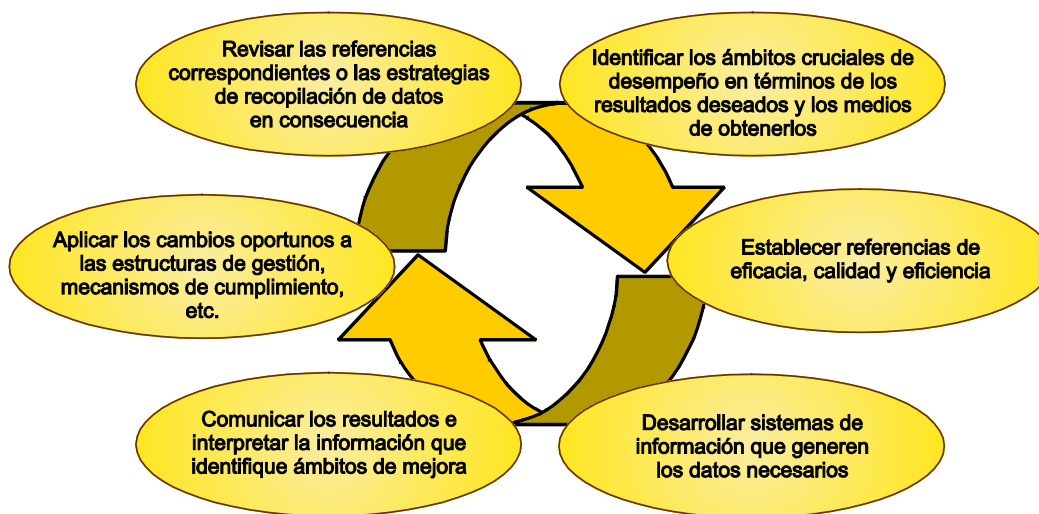 Revisar las referencias
correspondientes o las estrategias
de recopilación de datos
en consecuencia
Identificar los ámbitos cruciales de
desempeño en términos de los
resultados deseados y los medios
de obtenerlos
Aplicar los cambios oportunos a
las estructuras de gestión,
mecanismos de cumplimiento,
etc.
Establecer referencias de
eficacia, calidad y eficiencia
Comunicar los resultados e
interpretar la información que
identifique ámbitos de mejora
Desarrollar sistemas de
información que generen
los datos necesarios